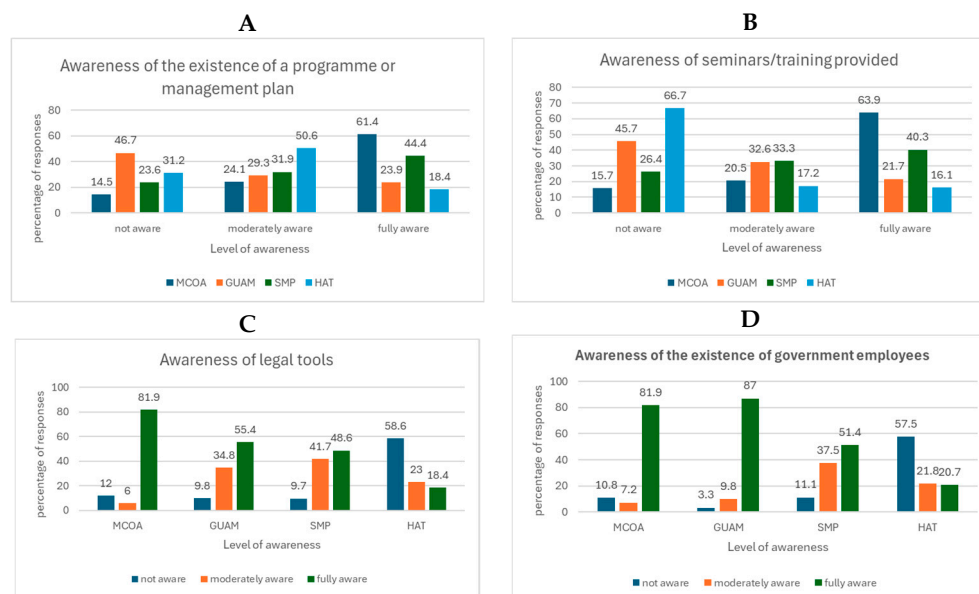 A
Awareness of the existence of a programme or
management plan
percentage of responses
80
60
40
20
0
14.5 46.7 23.6 31.2
24.1 29.3 31.9 50.6
61.4 23.9 44.4 18.4
not aware moderately aware fully aware
Level of awareness
MCOA GUAM SMP HAT
B
Awareness of seminars/training provided
percentage of responses
80
70
60
50
40
30
20
10
0
15.7 45.7 26.4 66.7
20.5 32.6 33.3 17.2
63.9 21.7 40.3 16.1
not aware moderately aware fully aware
Level of awareness
MCOA GUAM SMP HAT
C
Awareness of legal tools
percentage of responses
100
80
60
40
20
0
12 6 81.9
9.8 34.8 55.4
9.7 41.7 48.6
58.6 23 18.4
MCOA GUAM SMP HAT
Level of awareness
not aware moderately aware fully aware
D
Awareness of the existence of government employees
percentage of responses
100
80
60
40
20
0
10.8 7.2 81.9
3.3 9.8 87
11.1 37.5 51.4
57.5 21.8 20.7
MCOA GUAM SMP HAT
Level of awareness
not aware moderately aware fully aware